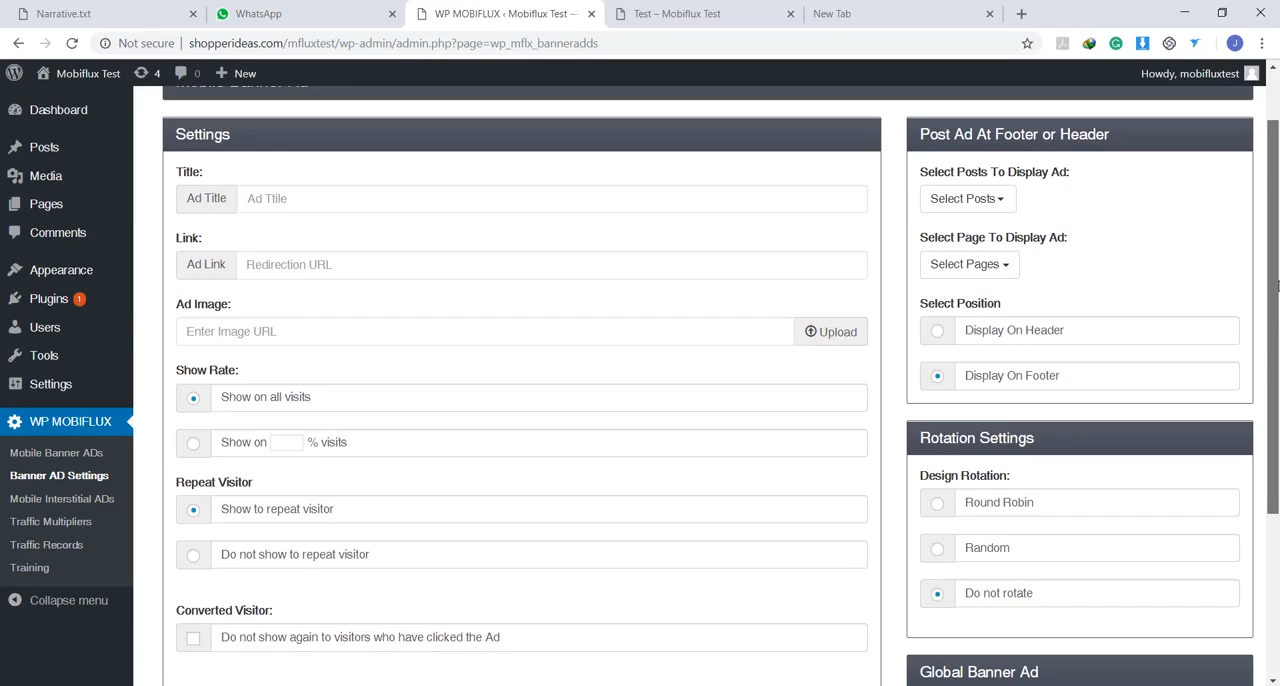 Narrative.txt
WhatsApp
WP MOBIFLUX ‹ Mobiflux Test —
Test – Mobiflux Test
New Tab
Not secure
shopperideas.com/mfluxtest/wp-admin/admin.php?page=wp_mflx_banneradds
J
Mobiflux Test
4
0
New
Howdy, mobifluxtest
Mobile Banner Ad
Dashboard
Posts
Media
Pages
Comments
Appearance
Plugins 1
Users
Tools
Settings
WP MOBIFLUX
Mobile Banner ADs
Banner AD Settings
Mobile Interstitial ADs
Traffic Multipliers
Traffic Records
Training
Collapse menu
Settings
Title:
Ad Title
Ad Ttile
Link:
Ad Link
Redirection URL
Ad Image:
Enter Image URL
Upload
Show Rate:
Show on all visits
Show on % visits
Repeat Visitor
Show to repeat visitor
Do not show to repeat visitor
Converted Visitor:
Do not show again to visitors who have clicked the Ad
Post Ad At Footer or Header
Select Posts To Display Ad:
Select Posts
Select Page To Display Ad:
Select Pages
Select Position
Display On Header
Display On Footer
Rotation Settings
Design Rotation:
Round Robin
Random
Do not rotate
Global Banner Ad